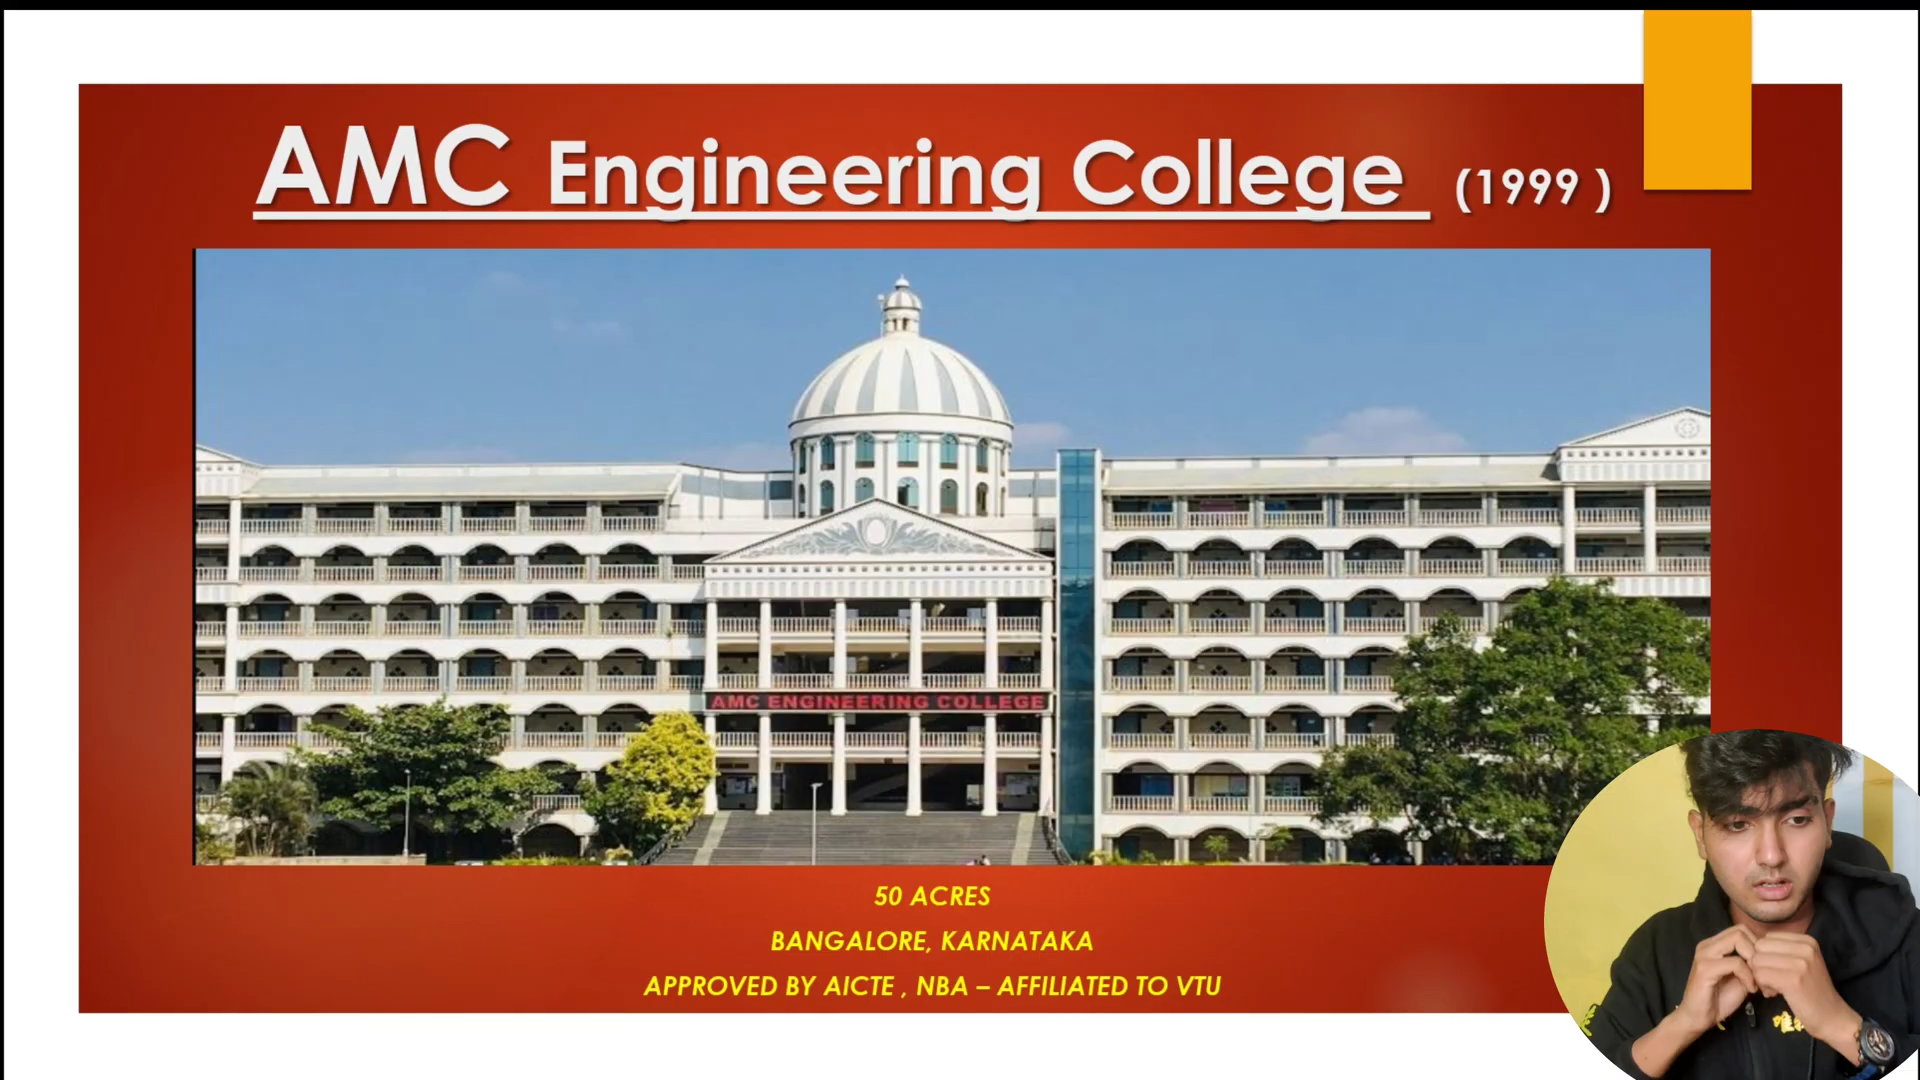 AMC Engineering College (1999 )
AMC ENGINEERING COLLEGE
50 ACRES
BANGALORE, KARNATAKA
APPROVED BY AICTE , NBA – AFFILIATED TO VTU